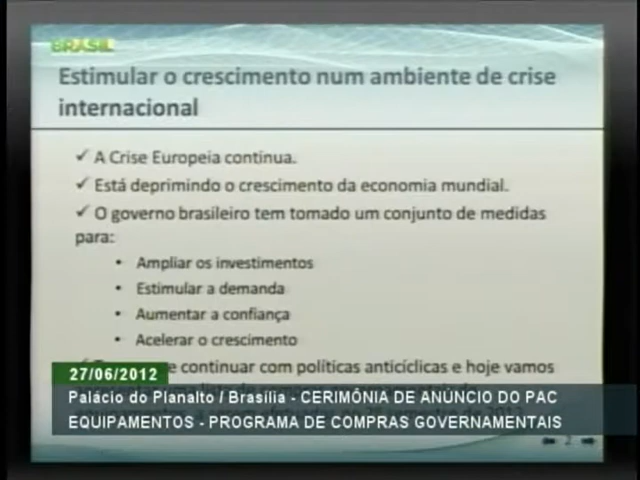 BRASIL
Estimular o crescimento num ambiente de crise
internacional
✓ A Crise Europeia continua.
✓ Está deprimindo o crescimento da economia mundial.
✓ O governo brasileiro tem tomado um conjunto de medidas
para:
• Ampliar os investimentos
• Estimular a demanda
• Aumentar a confiança
• Acelerar o crescimento
continuar com políticas anticíclicas e hoje vamos
27/06/2012
Palácio do Planalto / Brasília - CERIMÔNIA DE ANÚNCIO DO PAC
EQUIPAMENTOS - PROGRAMA DE COMPRAS GOVERNAMENTAIS
2